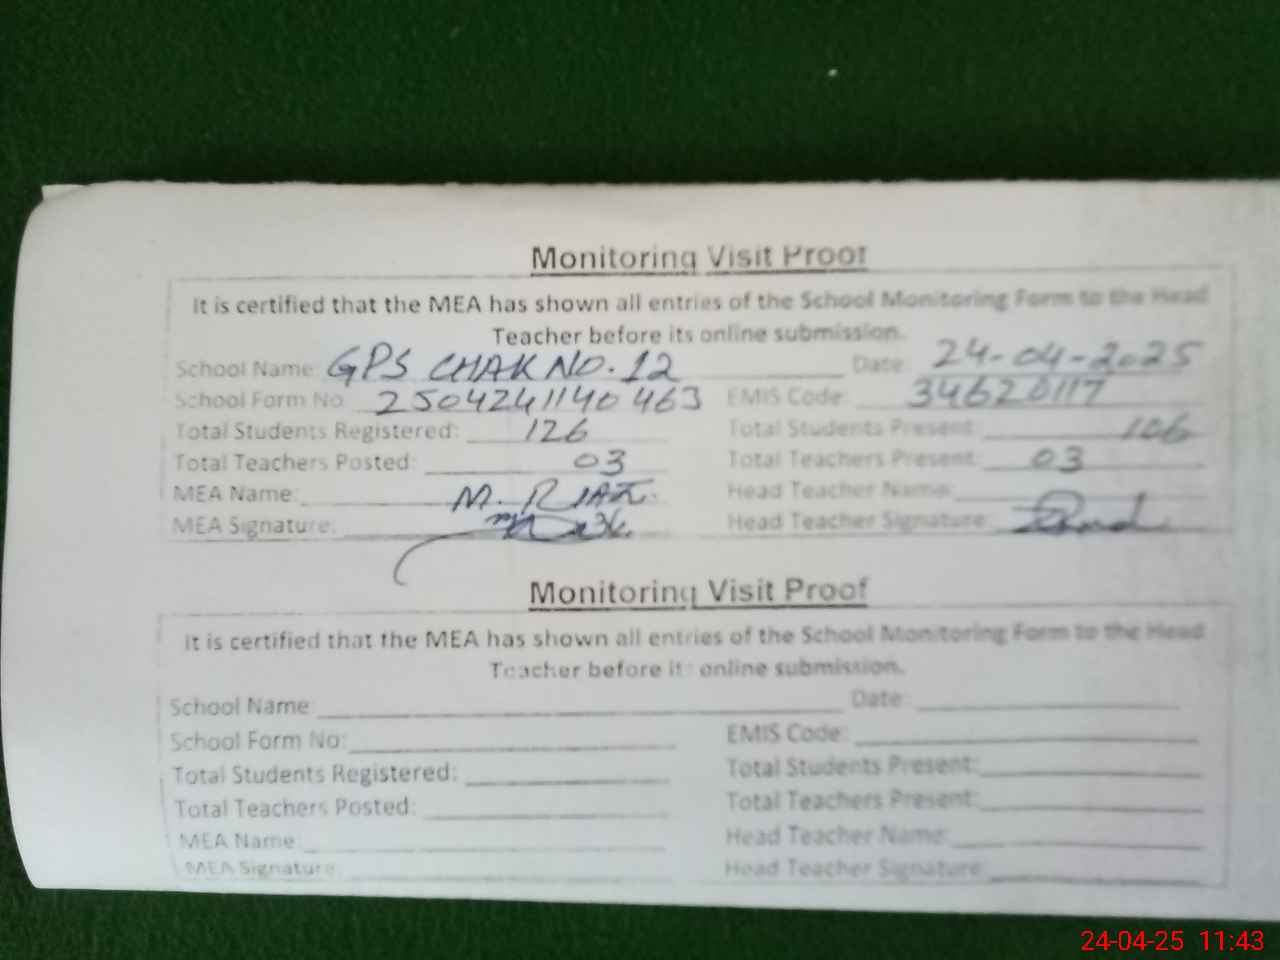 Monitoring Visit Proof
It is certified that the MEA has shown all entries of the School Monitoring Form to the Head
Teacher before its online submission.
School Name: GPS CHAK NO. 12 Date: 24-04-2025
School Form No: 2504241140463 EMIS Code: 34620117
Total Students Registered: 126 Total Students Present: 106
Total Teachers Posted: 03 Total Teachers Present: 03
MEA Name: M. RIAZ Head Teacher Name:
MEA Signature: Head Teacher Signature:
Monitoring Visit Proof
It is certified that the MEA has shown all entries of the School Monitoring Form to the Head
Teacher before its online submission.
School Name: Date:
School Form No: EMIS Code:
Total Students Registered: Total Students Present:
Total Teachers Posted: Total Teachers Present:
MEA Name: Head Teacher Name:
MEA Signature: Head Teacher Signature:
24-04-25 11:43